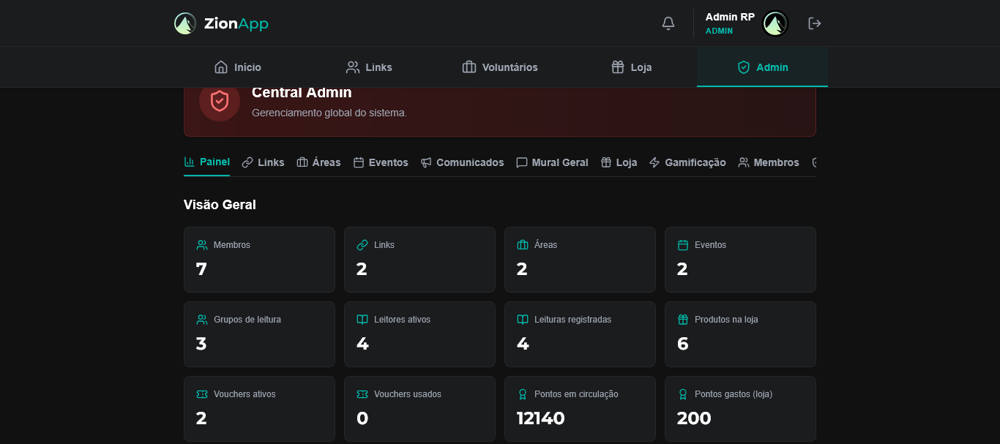 ZionApp
Admin RP
ADMIN
Início
Links
Voluntários
Loja
Admin
Central Admin
Gerenciamento global do sistema.
Painel
Links
Áreas
Eventos
Comunicados
Mural Geral
Loja
Gamificação
Membros
Visão Geral
Membros
7
Links
2
Áreas
2
Eventos
2
Grupos de leitura
3
Leitores ativos
4
Leituras registradas
4
Produtos na loja
6
Vouchers ativos
2
Vouchers usados
0
Pontos em circulação
12140
Pontos gastos (loja)
200